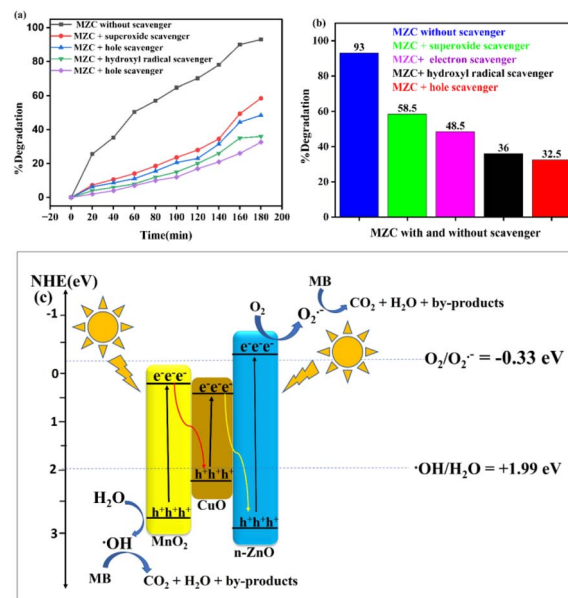 (a)
MZC without scavenger
MZC + superoxide scavenger
MZC + hole scavenger
MZC + hydroxyl radical scavenger
MZC + hole scavenger
100
80
60
40
20
0
%Degradation
−20 0 20 40 60 80 100 120 140 160 180 200
Time(min)
(b)
MZC without scavenger
MZC + superoxide scavenger
MZC+ electron scavenger
MZC+ hydroxyl radical scavenger
MZC + hole scavenger
100
80
60
40
0
%Degradation
93
58.5
48.5
36
32.5
MZC with and without scavenger
NHE(eV)
(c)
-1
0
1
2
3
O₂
O₂·⁻
MB
CO₂ + H₂O + by-products
e⁻e⁻e⁻
e⁻e⁻e⁻
e⁻e⁻e⁻
O₂/O₂·⁻ = -0.33 eV
h⁺h⁺h⁺
·OH/H₂O = +1.99 eV
CuO
H₂O
h⁺h⁺h⁺
h⁺h⁺h⁺
MnO₂
n-ZnO
·OH
MB
CO₂ + H₂O + by-products